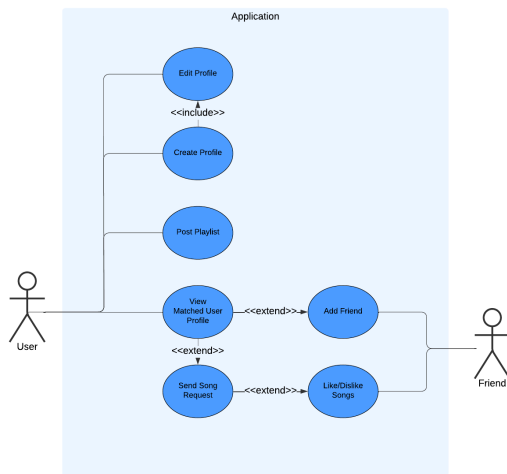 Application
Edit Profile
<<include>>
Create Profile
Post Playlist
View
Matched User
Profile
<<extend>>
Add Friend
User
<<extend>>
Send Song
Request
<<extend>>
Like/Dislike
Songs
Friend